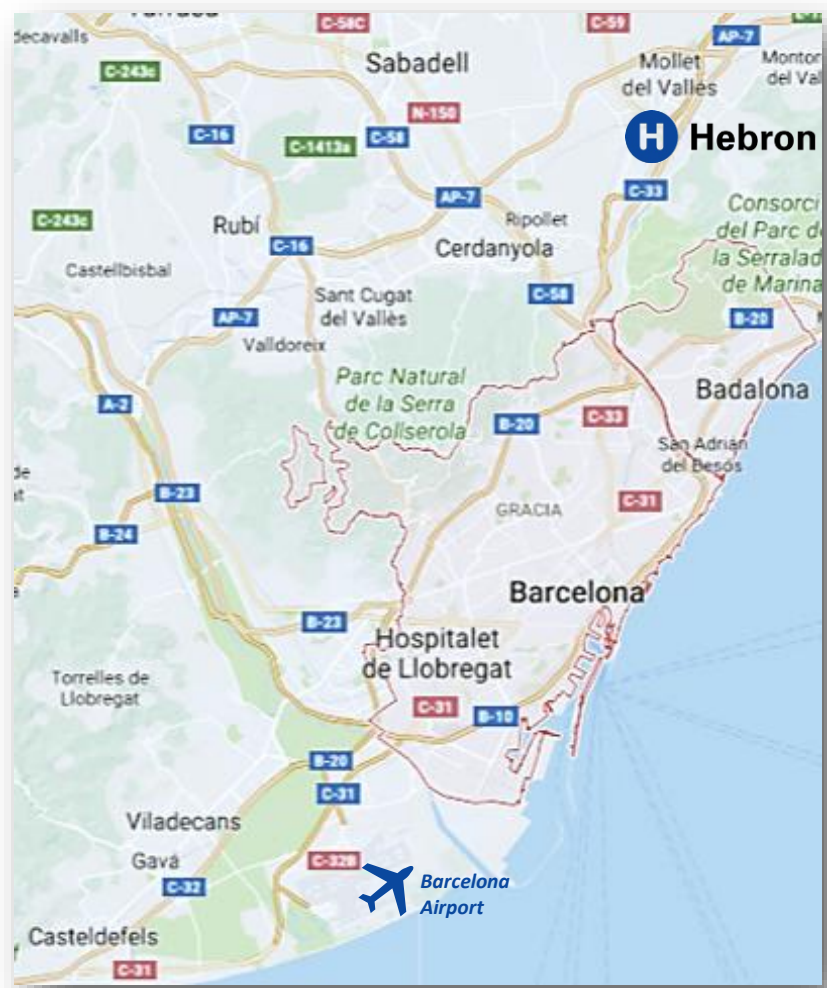 C-58C
C-59
decavalls
AP-7
C-243c
Sabadell
Mollet
del Vallès
Montor
del Val
N-150
C-16
C-58
C-1413a
H Hebron
AP-7
C-33
C-243c
Rubí
Ripollet
Consorci
del Parc d
la Serralad
de Marina
C-16
Cerdanyola
Castellbisbal
Sant Cugat
del Vallès
C-58
AP-7
B-20
Valldoreix
Parc Natural
de la Serra
de Collserola
Badalona
A-2
B-20
C-33
San Adrian
del Besós
de
at
B-23
GRACIA
C-31
B-24
Barcelona
B-23
Hospitalet
de Llobregat
Torrelles de
Llobregat
C-31
B-10
B-20
C-31
Viladecans
Gavá
C-32B
C-32
Barcelona
Airport
Casteldefels
C-31